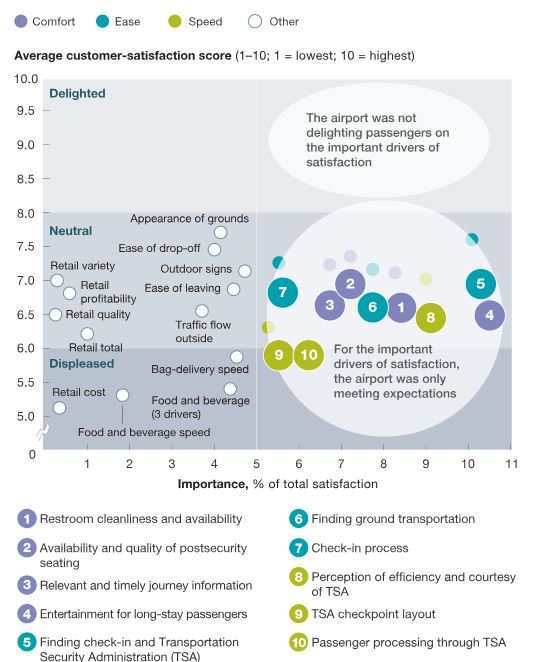 Comfort Ease Speed Other
Average customer-satisfaction score (1–10; 1 = lowest; 10 = highest)
10.0
Delighted
9.5
The airport was not
delighting passengers on
the important drivers of
satisfaction
9.0
8.5
8.0
Appearance of grounds
Neutral
7.5
Ease of drop-off
Retail variety
Outdoor signs
7.0
Retail
profitability
Ease of leaving
2
5
7
3
6
1
8
4
6.5
Retail quality
Traffic flow
outside
6.0
Retail total
9
10
For the important
drivers of satisfaction,
the airport was only
meeting expectations
Displeased
Bag-delivery speed
5.5
Retail cost
Food and beverage
(3 drivers)
5.0
Food and beverage speed
0
1 2 3 4 5 6 7 8 9 10 11
Importance, % of total satisfaction
1 Restroom cleanliness and availability
2 Availability and quality of postsecurity
seating
3 Relevant and timely journey information
4 Entertainment for long-stay passengers
5 Finding check-in and Transportation
Security Administration (TSA)
6 Finding ground transportation
7 Check-in process
8 Perception of efficiency and courtesy
of TSA
9 TSA checkpoint layout
10 Passenger processing through TSA